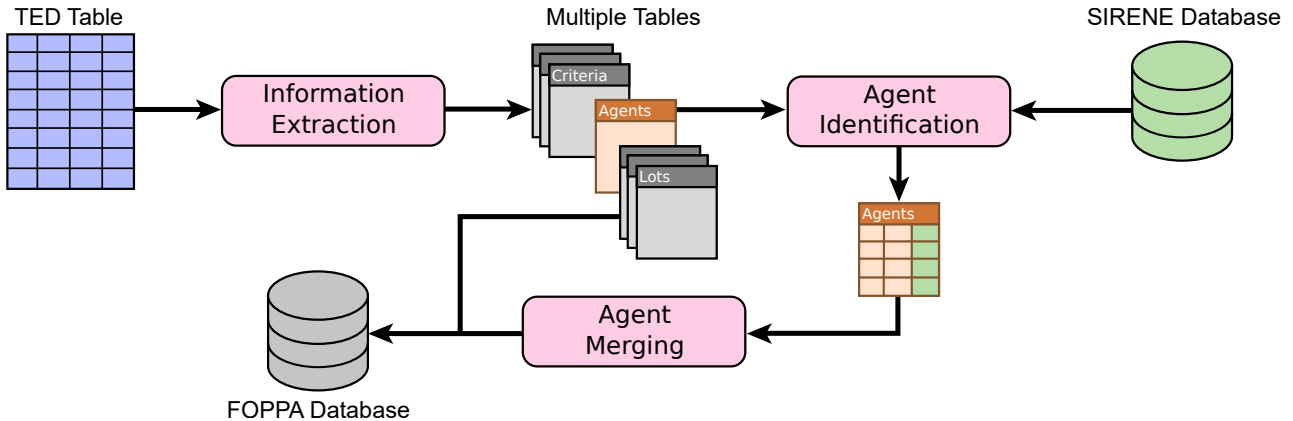 TED Table
Multiple Tables
SIRENE Database
Information
Extraction
Criteria
Agents
Lots
Agent
Identification
Agents
Agent
Merging
FOPPA Database